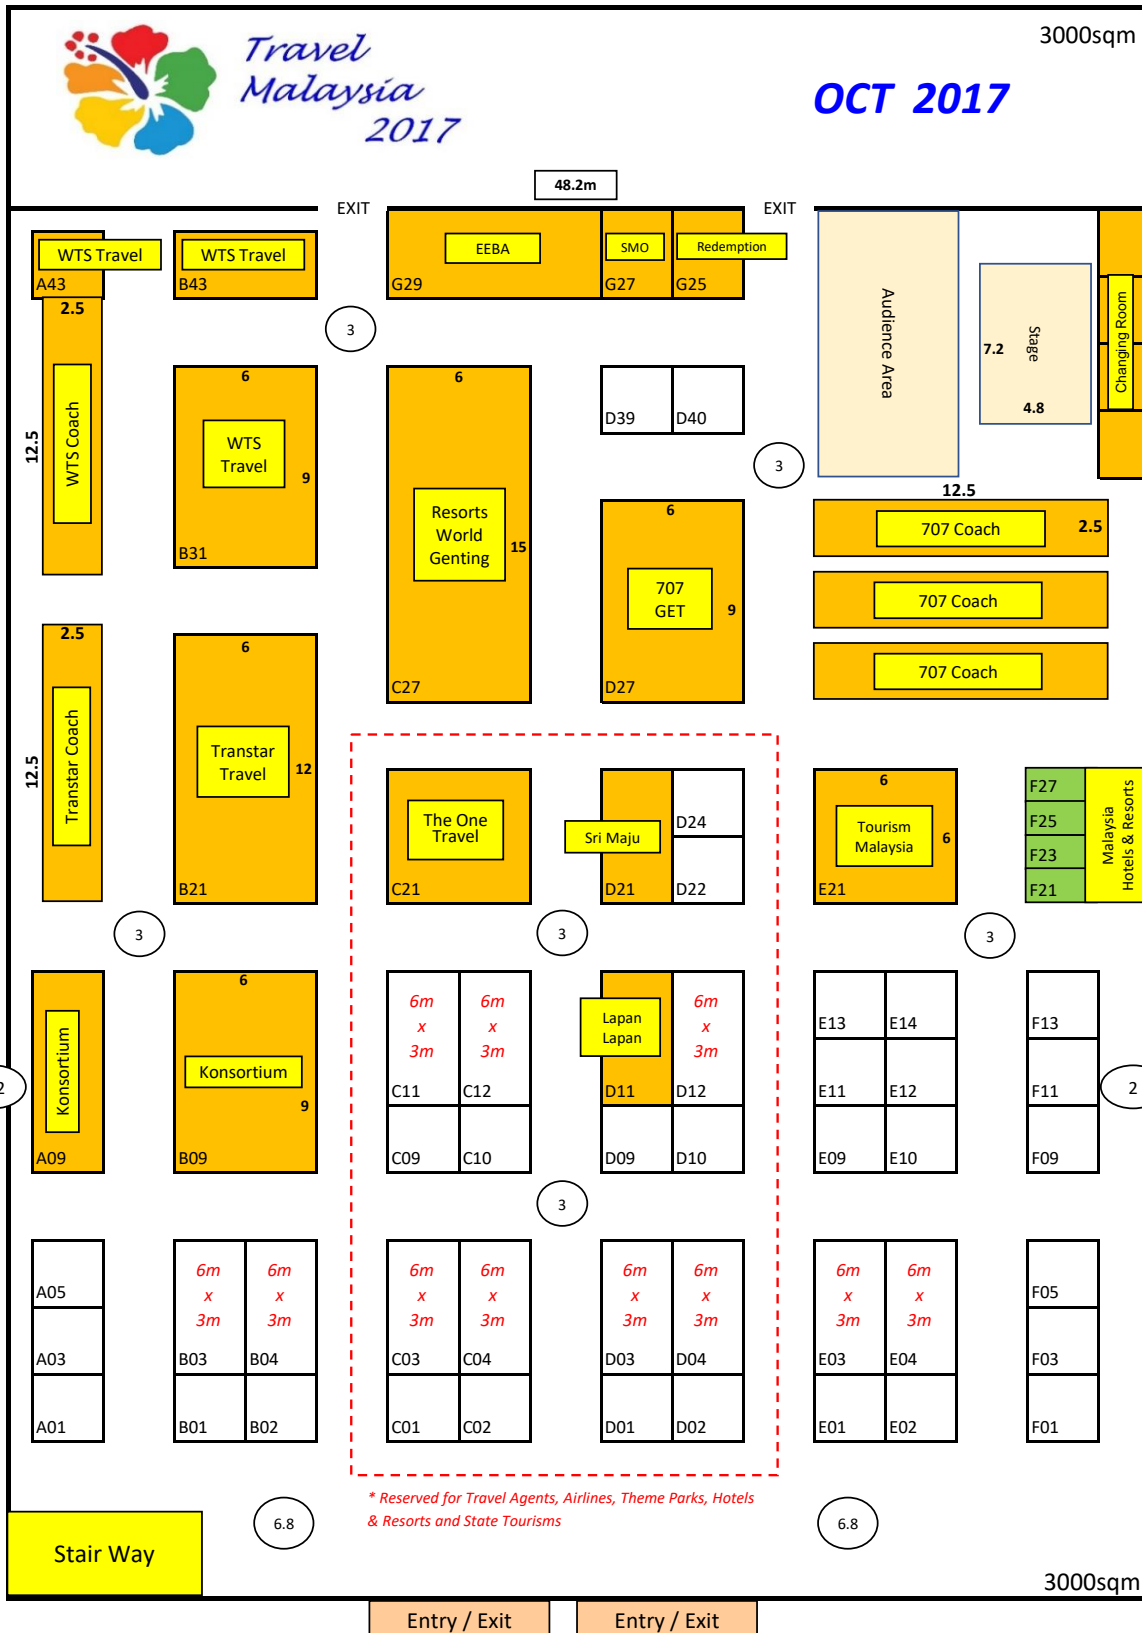 3000sqm
Travel
Malaysia
2017
OCT 2017
48.2m
EXIT
EXIT
WTS Travel
A43
WTS Travel
B43
EEBA
G29
SMO
G27
Redemption
G25
2.5
12.5
WTS Coach
3
6
WTS
Travel
9
B31
6
Resorts
World
Genting
15
C27
D39
D40
3
Audience Area
7.2
Stage
4.8
Changing Room
12.5
707 Coach
2.5
707 Coach
707 Coach
6
707
GET
9
D27
2.5
12.5
Transtar Coach
6
Transtar
Travel
12
B21
The One
Travel
C21
Sri Maju
D21
D24
D22
6
Tourism
Malaysia
6
E21
F27
F25
F23
F21
Malaysia
Hotels & Resorts
3
3
3
2
Konsortium
A09
6
Konsortium
9
B09
6m
x
3m
C11
6m
x
3m
C12
C09
C10
Lapan
Lapan
D11
6m
x
3m
D12
D09
D10
E13
E14
E11
E12
E09
E10
F13
F11
F09
2
3
A05
A03
A01
6m
x
3m
B03
6m
x
3m
B04
B01
B02
6m
x
3m
C03
6m
x
3m
C04
C01
C02
6m
x
3m
D03
6m
x
3m
D04
D01
D02
6m
x
3m
E03
6m
x
3m
E04
E01
E02
F05
F03
F01
* Reserved for Travel Agents, Airlines, Theme Parks, Hotels
& Resorts and State Tourisms
6.8
6.8
Stair Way
3000sqm
Entry / Exit
Entry / Exit